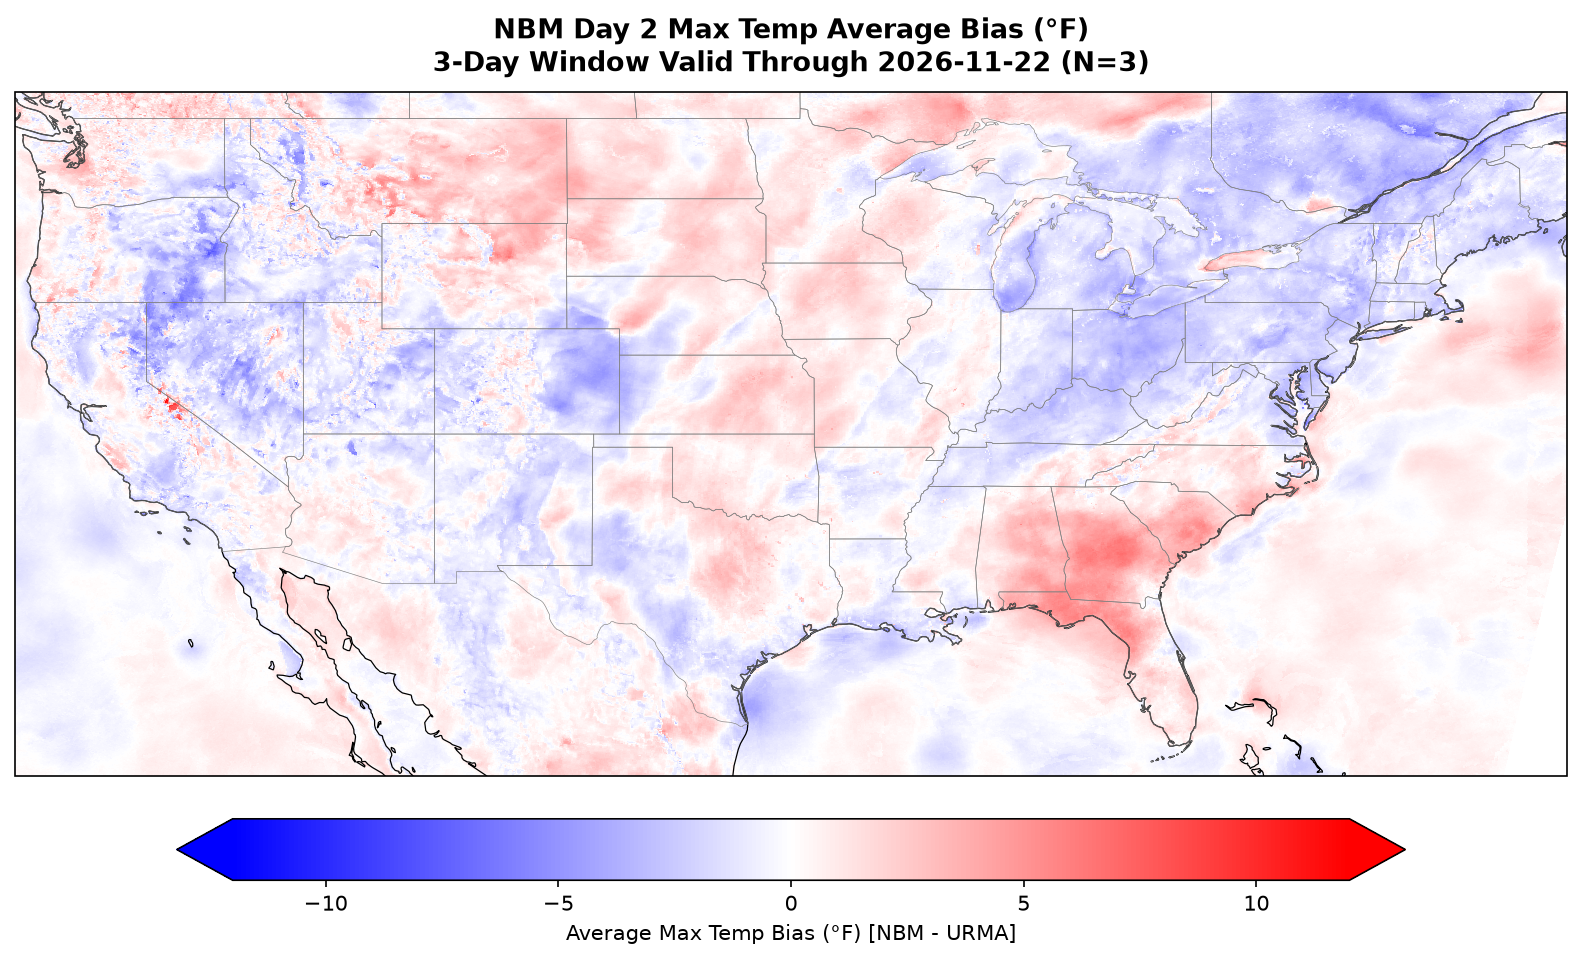 NBM Day 2 Max Temp Average Bias (°F)
3-Day Window Valid Through 2026-11-22 (N=3)
−10 −5 0 5 10
Average Max Temp Bias (°F) [NBM - URMA]